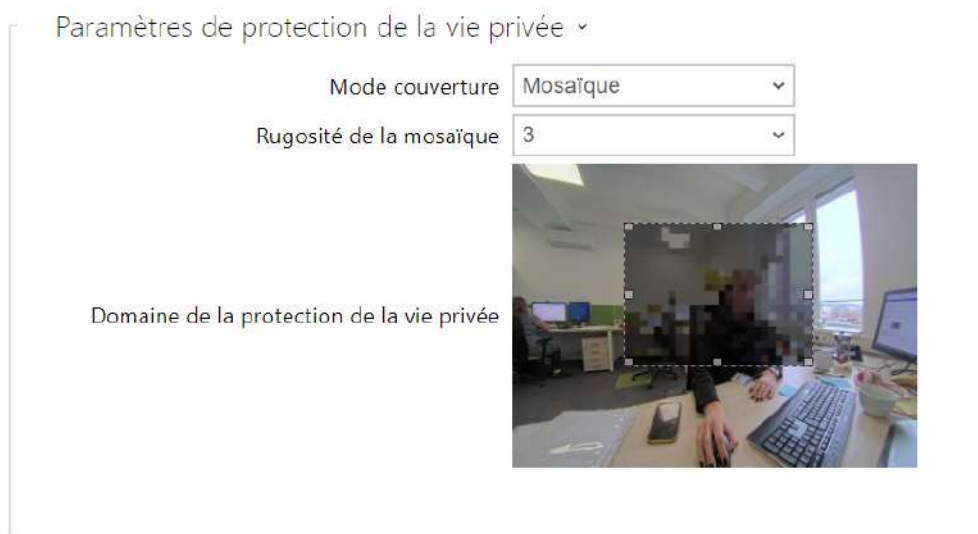 Paramètres de protection de la vie privée
Mode couverture Mosaïque
Rugosité de la mosaïque 3
Domaine de la protection de la vie privée